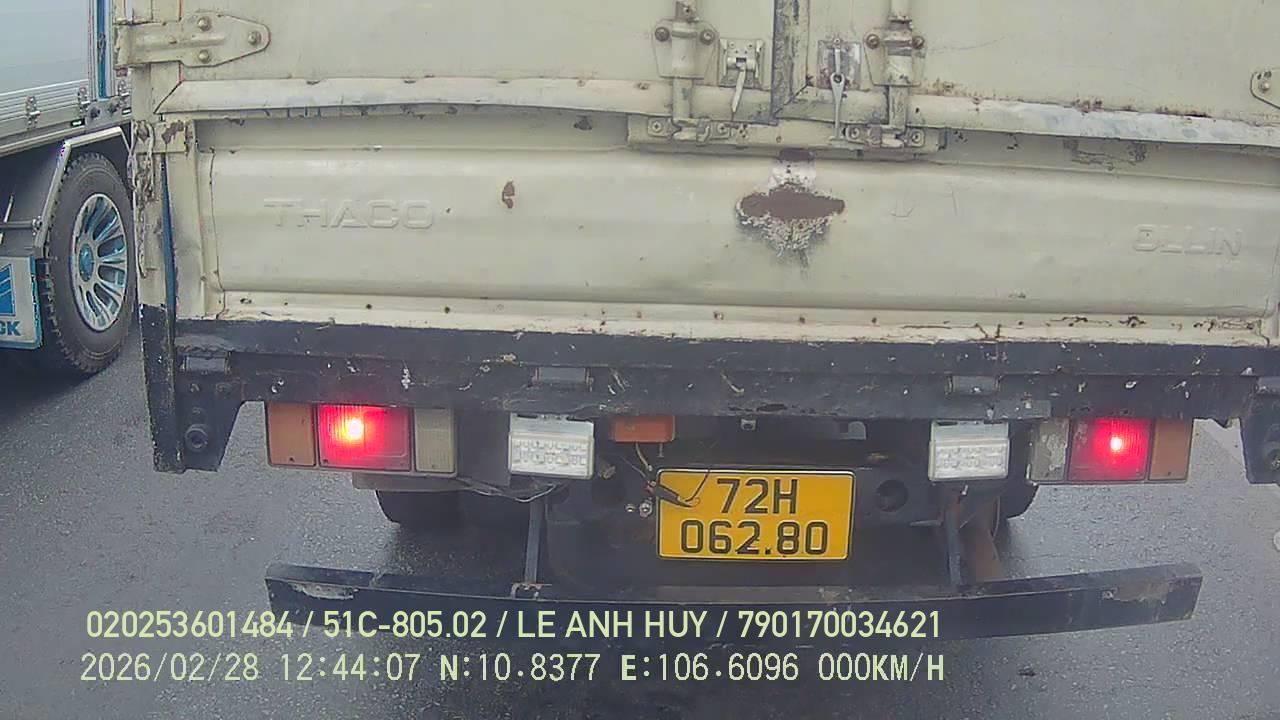 THACO
OLLIN
CK
72H
062.80
020253601484 / 51C-805.02 / LE ANH HUY / 790170034621
2026/02/28 12:44:07 N:10.8377 E:106.6096 000KM/H